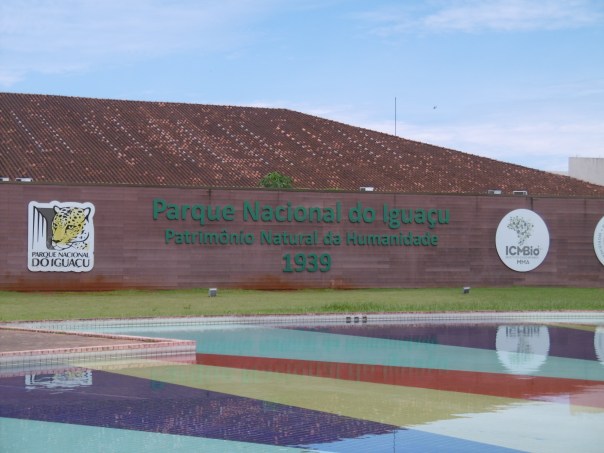 Parque Nacional do Iguaçu
Patrimônio Natural da Humanidade
1939
PARQUE NACIONAL
DO IGUAÇU
ICMBio
MMA